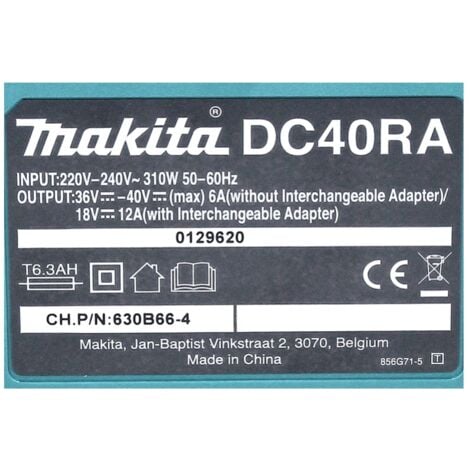 makita® DC40RA
INPUT:220V-240V~ 310W 50-60Hz
OUTPUT:36V⎓-40V⎓(max) 6A(without Interchangeable Adapter)/
18V⎓12A(with Interchangeable Adapter)
0129620
T6.3AH
CE
CH.P/N:630B66-4
Makita, Jan-Baptist Vinkstraat 2, 3070, Belgium
Made in China
856G71-5 T